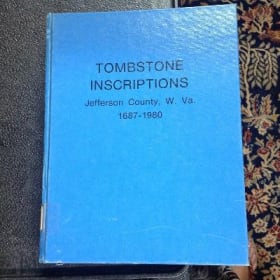 TOMBSTONE
INSCRIPTIONS
Jefferson County, W. Va.
1687-1980